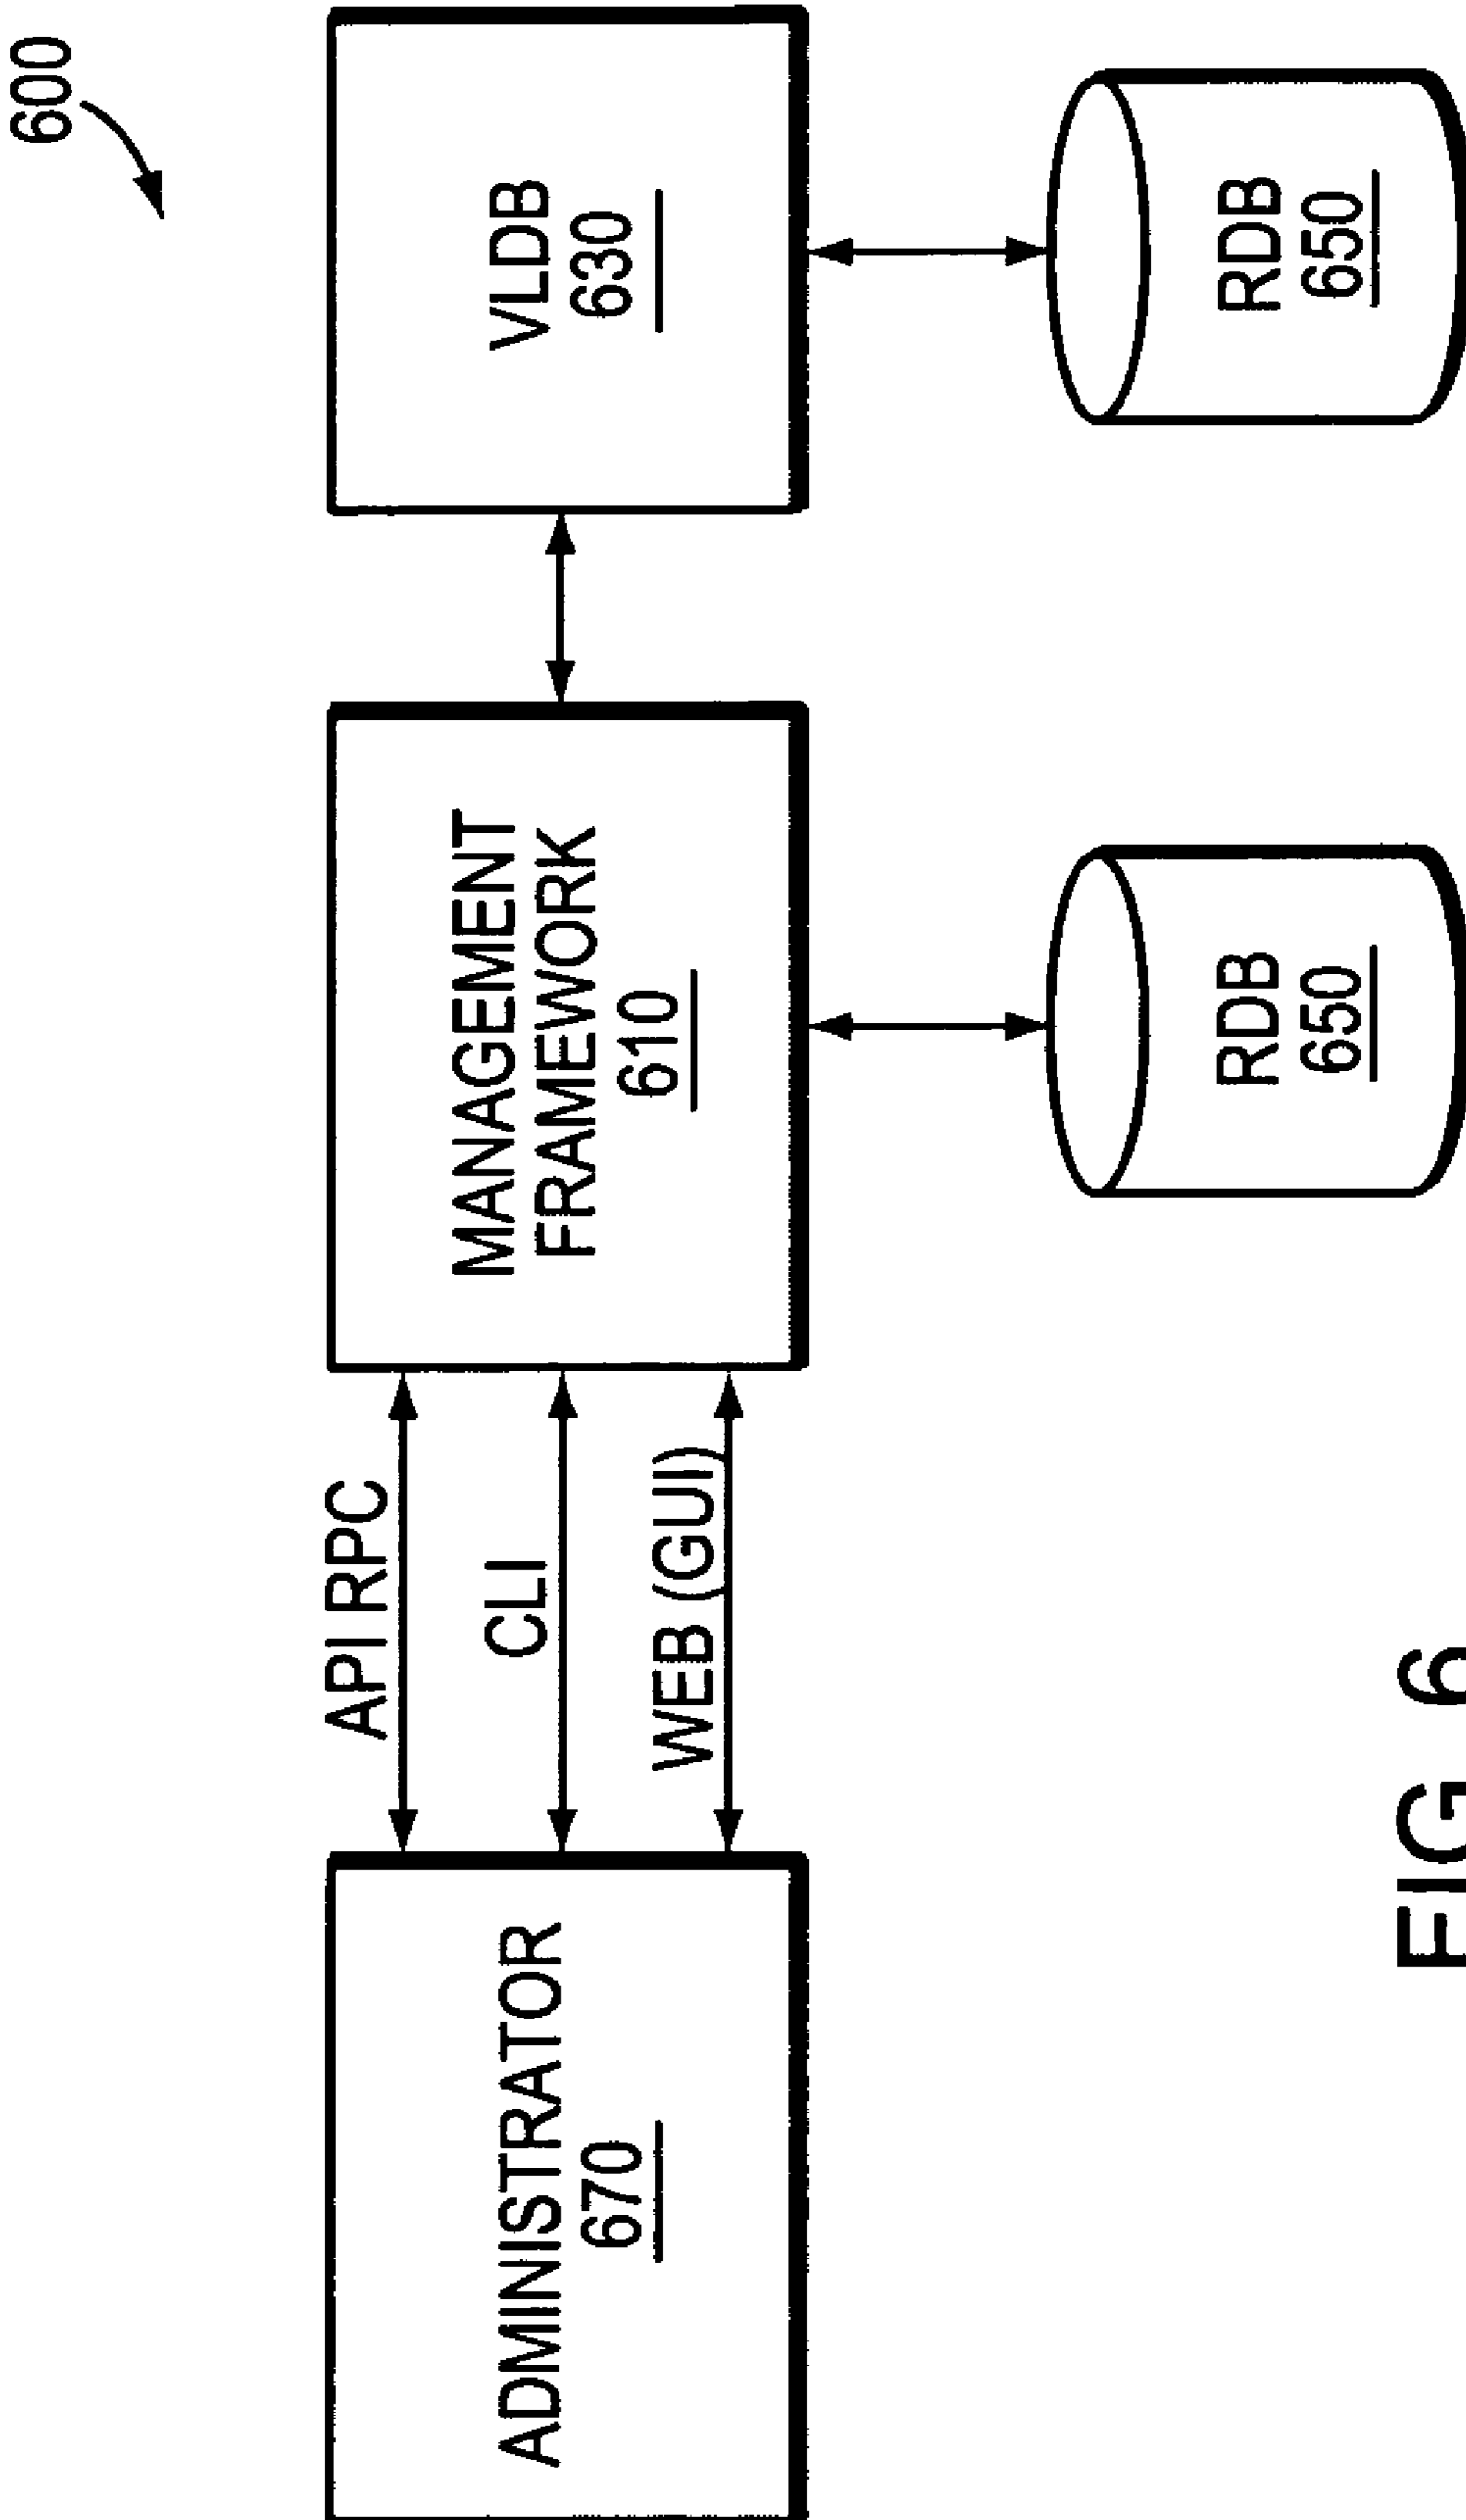 600
ADMINISTRATOR
670
API RPC
CLI
WEB (GUI)
MANAGEMENT
FRAMEWORK
610
VLDB
630
RDB
650
RDB
650
FIG 6